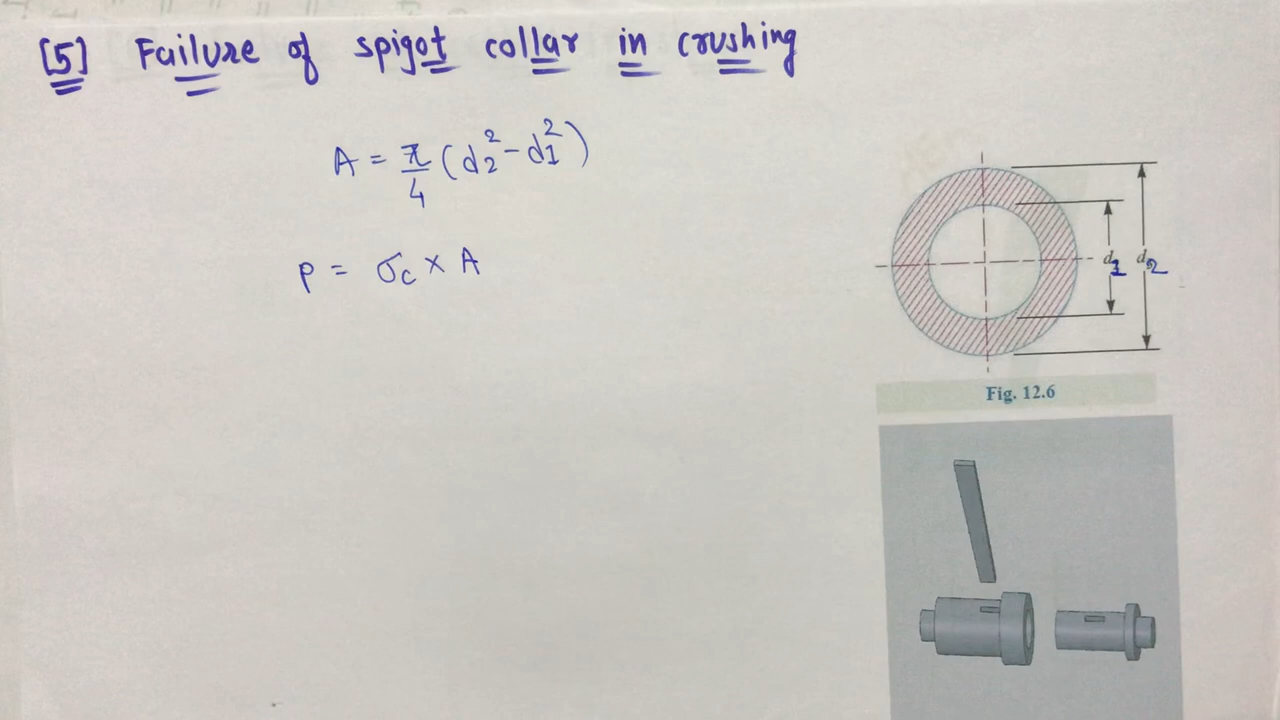 [5] Failure of spigot collar in crushing
A = π/4 (d₂² - d₁²)
P = σc × A
d1 d2
Fig. 12.6